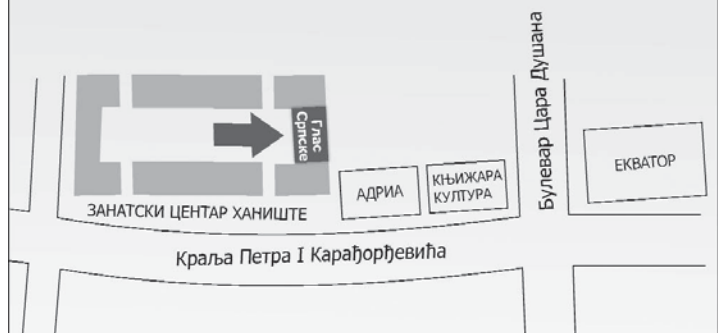 Булевар Цара Душана
Глас
Српске
ЕКВАТОР
АДРИА
КЊИЖАРА
КУЛТУРА
ЗАНАТСКИ ЦЕНТАР ХАНИШТЕ
Краља Петра I Карађорђевића